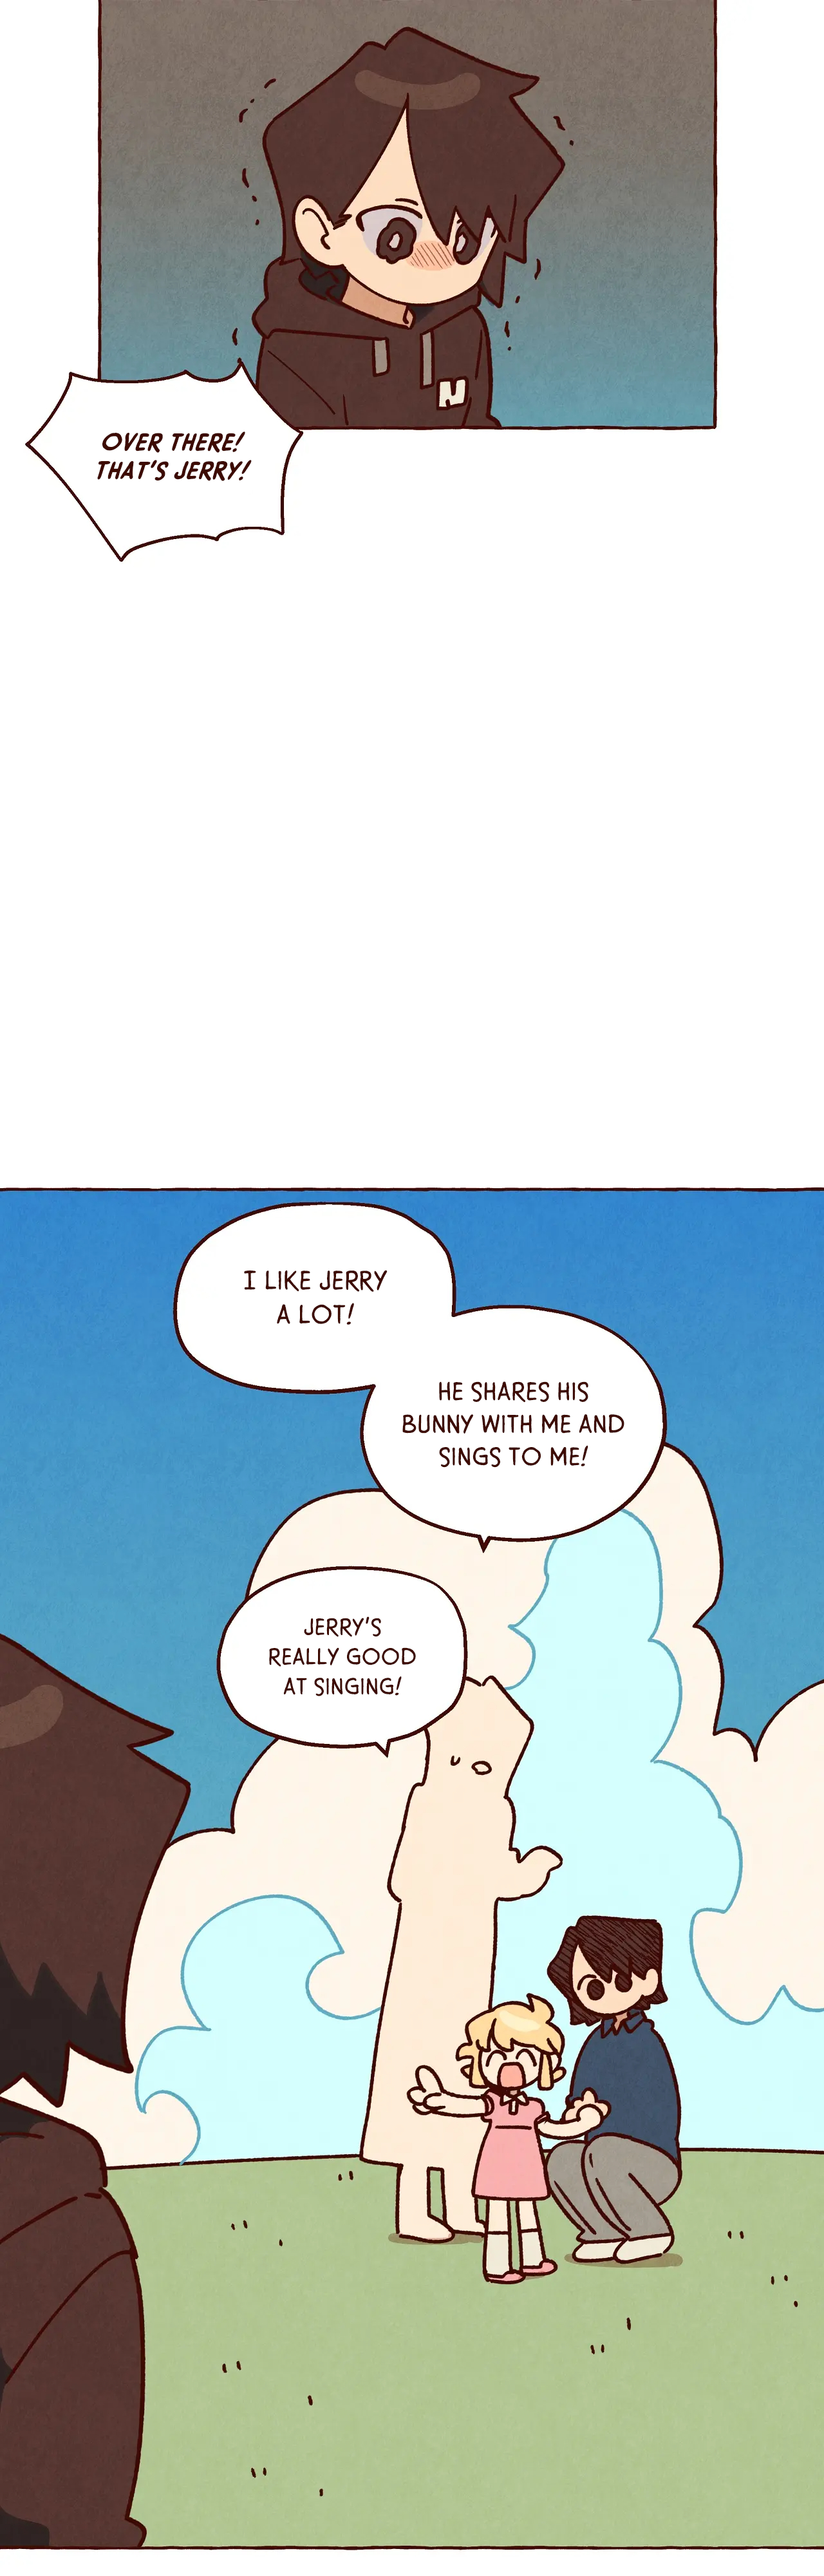 N
OVER THERE!
THAT'S JERRY!
I LIKE JERRY
A LOT!
HE SHARES HIS
BUNNY WITH ME AND
SINGS TO ME!
JERRY'S
REALLY GOOD
AT SINGING!